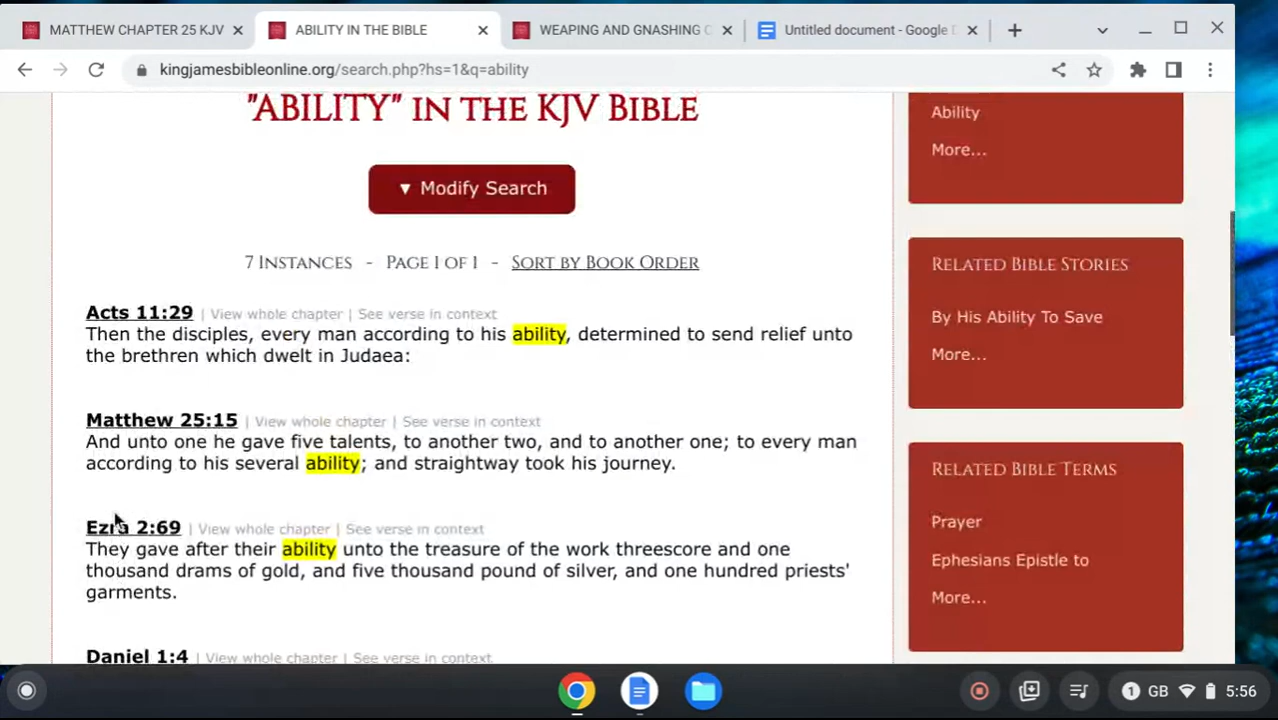 MATTHEW CHAPTER 25 KJV
ABILITY IN THE BIBLE
WEAPING AND GNASHING
Untitled document - Google
kingjamesbibleonline.org/search.php?hs=1&q=ability
"ABILITY" IN THE KJV BIBLE
▼ Modify Search
7 INSTANCES - PAGE 1 OF 1 - SORT BY BOOK ORDER
Acts 11:29 | View whole chapter | See verse in context
Then the disciples, every man according to his ability, determined to send relief unto
the brethren which dwelt in Judaea:
Matthew 25:15 | View whole chapter | See verse in context
And unto one he gave five talents, to another two, and to another one; to every man
according to his several ability; and straightway took his journey.
Ezra 2:69 | View whole chapter | See verse in context
They gave after their ability unto the treasure of the work threescore and one
thousand drams of gold, and five thousand pound of silver, and one hundred priests'
garments.
Daniel 1:4 | View whole chapter | See verse in context
Ability
More...
RELATED BIBLE STORIES
By His Ability To Save
More...
RELATED BIBLE TERMS
Prayer
Ephesians Epistle to
More...
1 GB 5:56